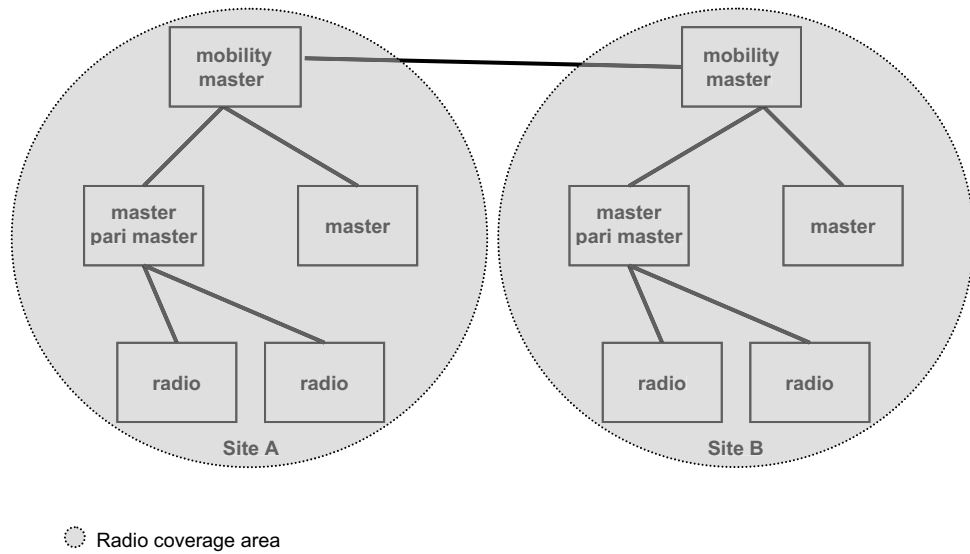 mobility
master
mobility
master
master
pari master
master
master
pari master
master
radio
radio
radio
radio
Site A
Site B
Radio coverage area